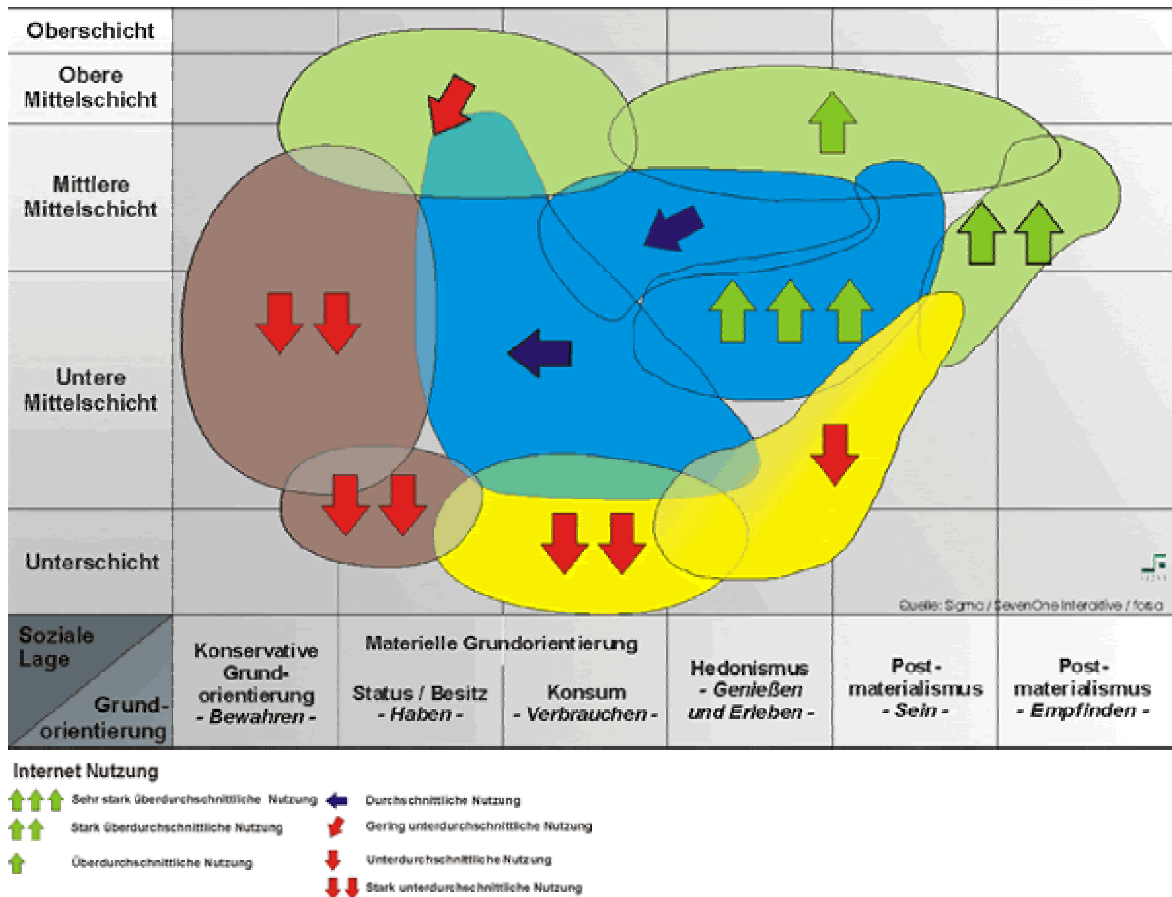 Oberschicht
Obere
Mittelschicht
Mittlere
Mittelschicht
Untere
Mittelschicht
Unterschicht
Quelle: Sigma / SevenOne Interaktive / forsa
Soziale
Lage
Grund-
orientierung
Konservative
Grund-
orientierung
- Bewahren -
Materielle Grundorientierung
Status / Besitz
- Haben -
Konsum
- Verbrauchen -
Hedonismus
- Genießen
und Erleben -
Post-
materialismus
- Sein -
Post-
materialismus
- Empfinden -
Internet Nutzung
Sehr stark überdurchschnittliche Nutzung
Stark überdurchschnittliche Nutzung
Überdurchschnittliche Nutzung
Durchschnittliche Nutzung
Gering unterdurchschnittliche Nutzung
Unterdurchschnittliche Nutzung
Stark unterdurchschnittliche Nutzung